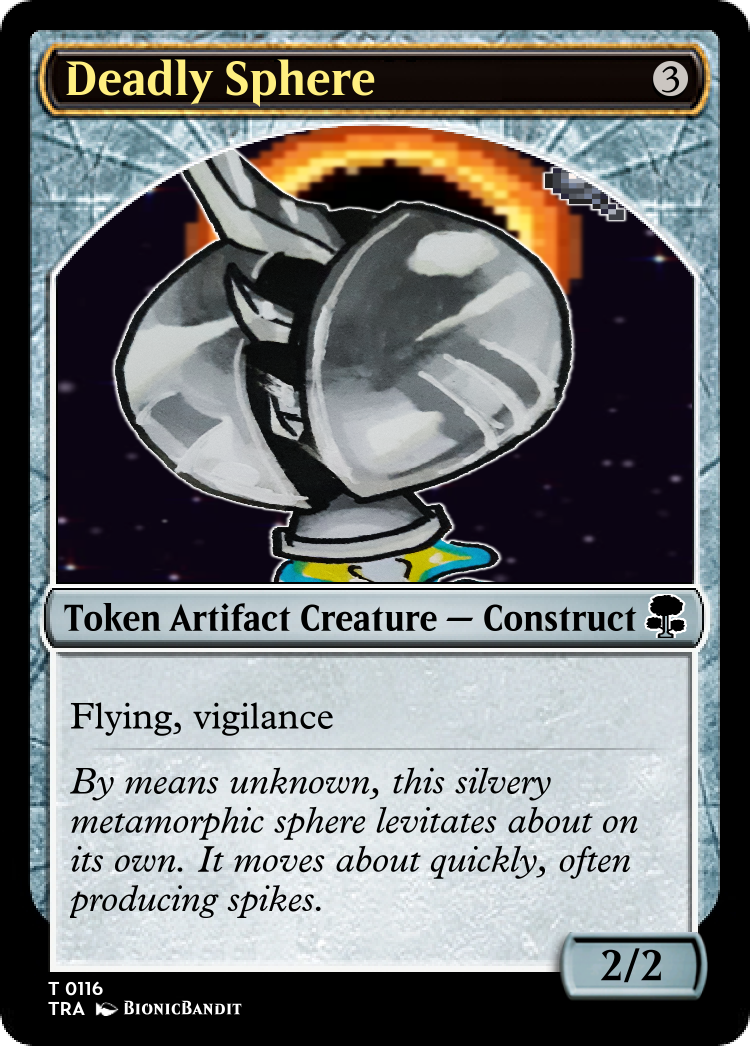 Deadly Sphere 3
Token Artifact Creature — Construct
Flying, vigilance
By means unknown, this silvery
metamorphic sphere levitates about on
its own. It moves about quickly, often
producing spikes.
2/2
T 0116
TRA BionicBandit